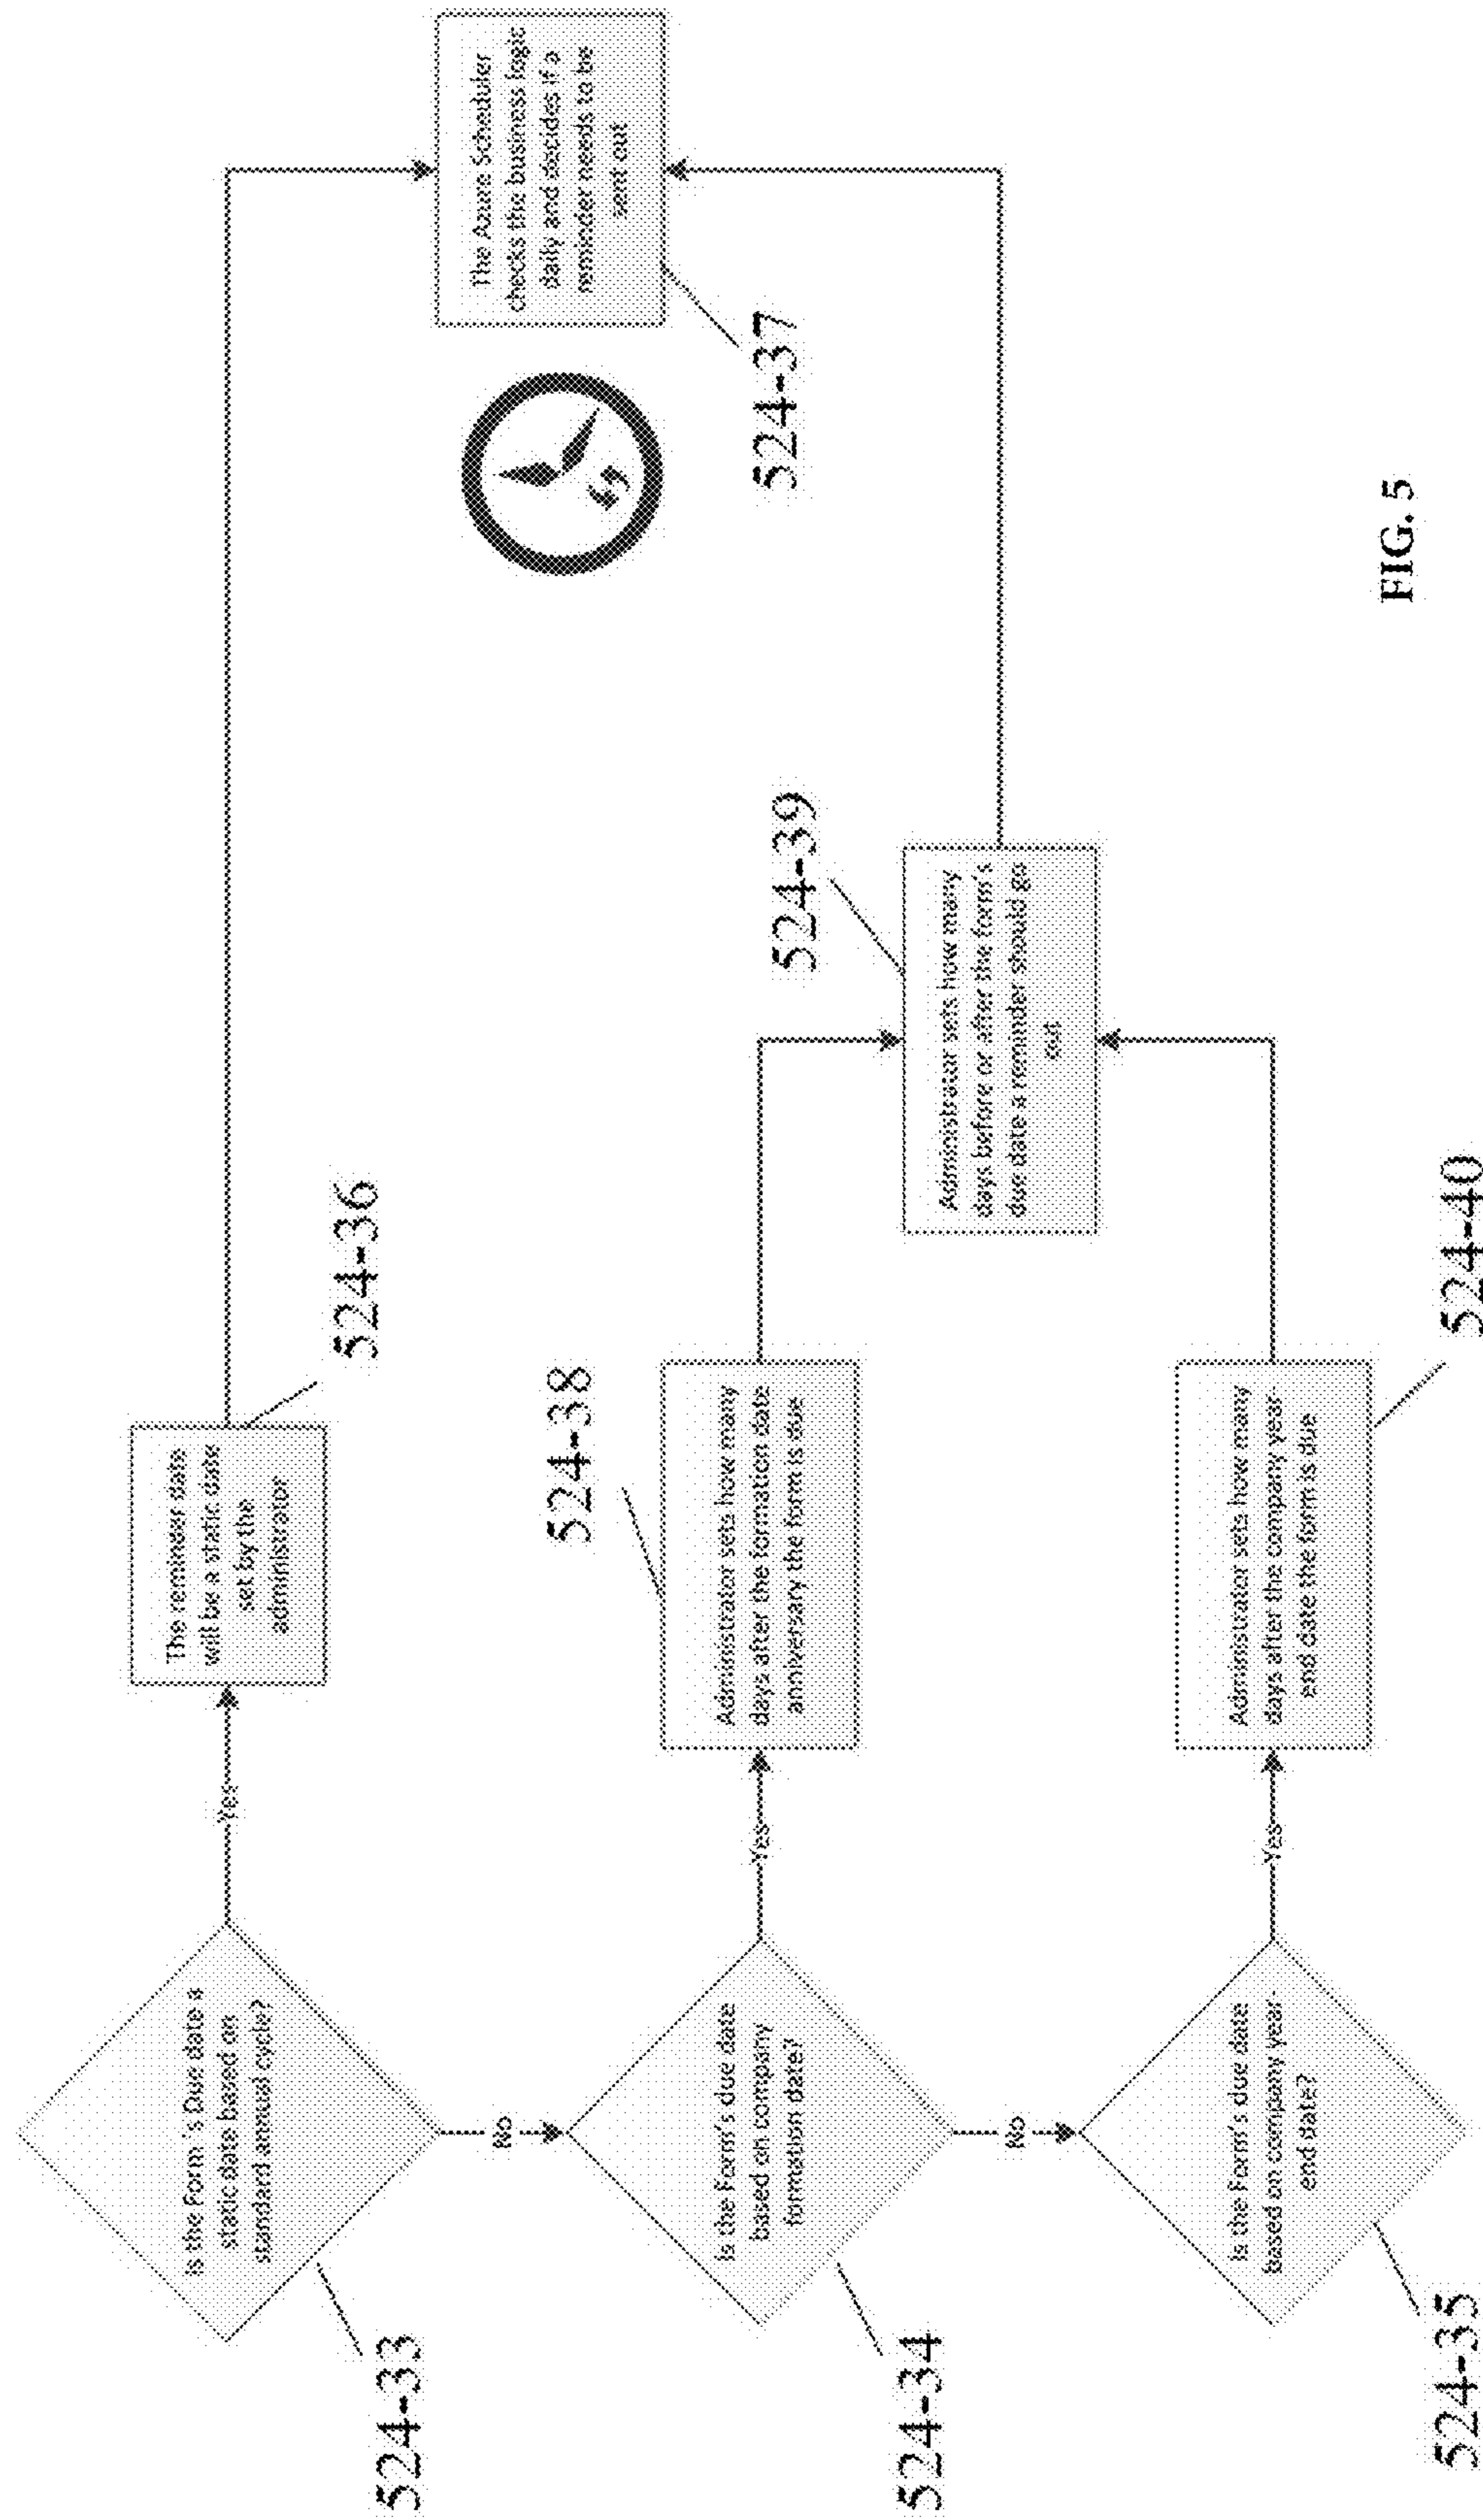 Is the Form's Due date a
static date based on
standard annual cycle?
524-33
Yes
The reminder date
will be a static date
set by the
administrator
524-36
No
Is the Form's due date
based on company
formation date?
524-34
Yes
Administrator sets how many
days after the formation date
anniversary the form is due
524-38
No
Is the Form's due date
based on company year-
end date?
524-35
Yes
Administrator sets how many
days after the company year-
end date the form is due
524-40
Administrator sets how many
days before or after the form's
due date a reminder should go
out
524-39
The Azure Scheduler
checks the business logic
daily and decides if a
reminder needs to be
sent out
524-37
FIG. 5